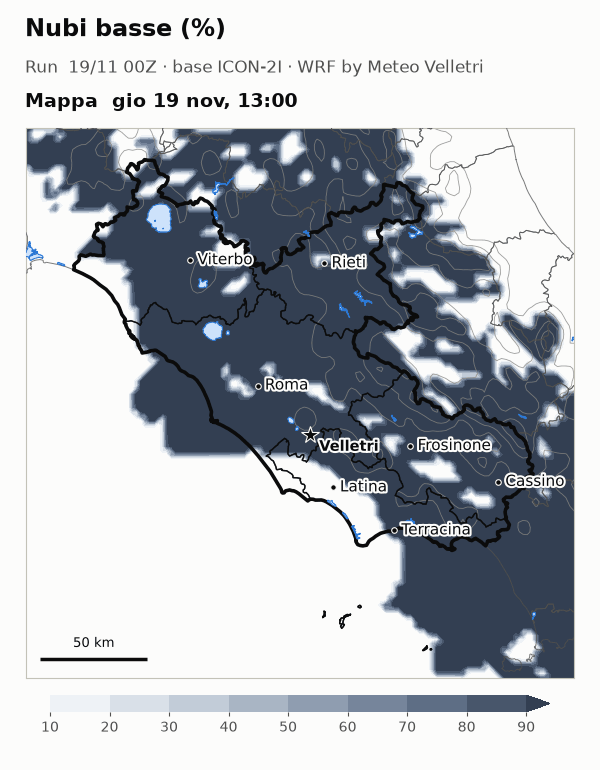 Nubi basse (%)
Run  19/11 00Z · base ICON-2I · WRF by Meteo Velletri
Mappa  gio 19 nov, 13:00
Viterbo
Rieti
Roma
Velletri
Frosinone
Cassino
Latina
Terracina
50 km
10 20 30 40 50 60 70 80 90